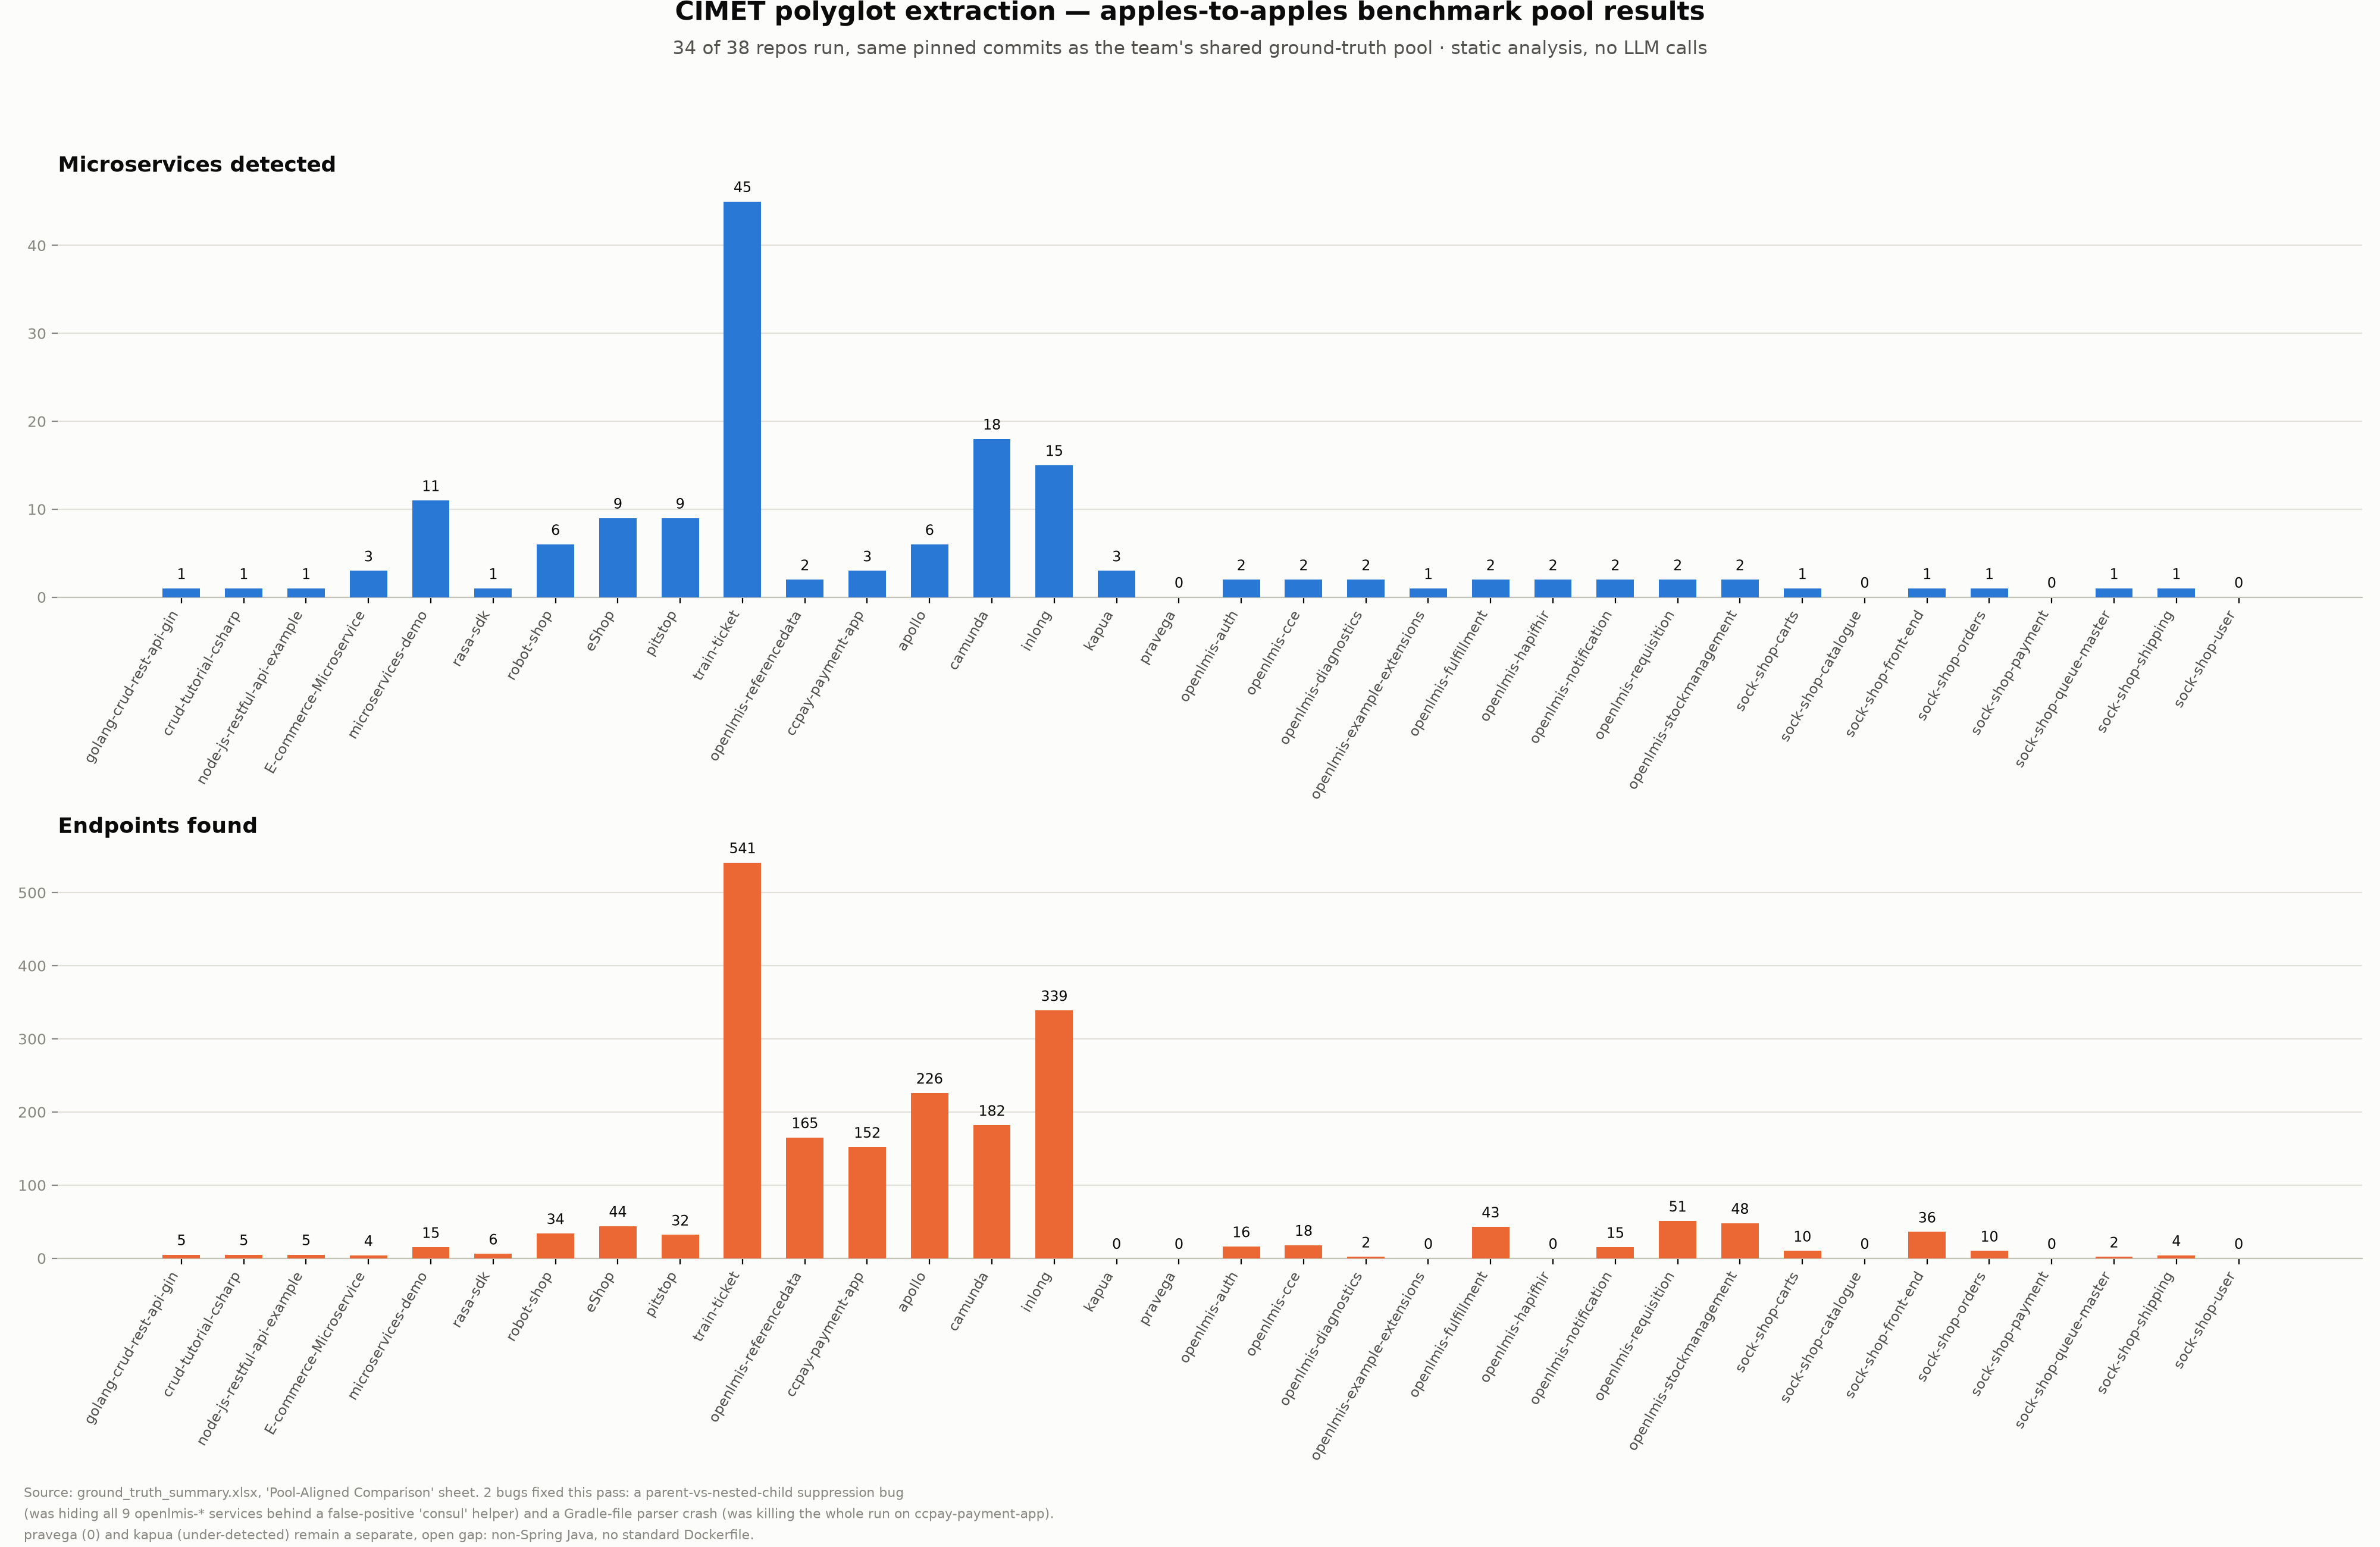 CIMET polyglot extraction — apples-to-apples benchmark pool results
34 of 38 repos run, same pinned commits as the team's shared ground-truth pool · static analysis, no LLM calls
Microservices detected
40
30
20
10
0
1
1
1
3
11
1
6
9
9
45
2
3
6
18
15
3
0
2
2
2
1
2
2
2
2
2
1
0
1
1
0
1
1
0
golang-crud-rest-api-gin
crud-tutorial-csharp
node-js-restful-api-example
E-commerce-Microservice
microservices-demo
rasa-sdk
robot-shop
eShop
pitstop
train-ticket
openlmis-referencedata
ccpay-payment-app
apollo
camunda
inlong
kapua
pravega
openlmis-auth
openlmis-cce
openlmis-diagnostics
openlmis-example-extensions
openlmis-fulfillment
openlmis-hapifhir
openlmis-notification
openlmis-requisition
openlmis-stockmanagement
sock-shop-carts
sock-shop-catalogue
sock-shop-front-end
sock-shop-orders
sock-shop-payment
sock-shop-queue-master
sock-shop-shipping
sock-shop-user
Endpoints found
500
400
300
200
100
0
5
5
5
4
15
6
34
44
32
541
165
152
226
182
339
0
0
16
18
2
0
43
0
15
51
48
10
0
36
10
0
2
4
0
golang-crud-rest-api-gin
crud-tutorial-csharp
node-js-restful-api-example
E-commerce-Microservice
microservices-demo
rasa-sdk
robot-shop
eShop
pitstop
train-ticket
openlmis-referencedata
ccpay-payment-app
apollo
camunda
inlong
kapua
pravega
openlmis-auth
openlmis-cce
openlmis-diagnostics
openlmis-example-extensions
openlmis-fulfillment
openlmis-hapifhir
openlmis-notification
openlmis-requisition
openlmis-stockmanagement
sock-shop-carts
sock-shop-catalogue
sock-shop-front-end
sock-shop-orders
sock-shop-payment
sock-shop-queue-master
sock-shop-shipping
sock-shop-user
Source: ground_truth_summary.xlsx, 'Pool-Aligned Comparison' sheet. 2 bugs fixed this pass: a parent-vs-nested-child suppression bug
(was hiding all 9 openlmis-* services behind a false-positive 'consul' helper) and a Gradle-file parser crash (was killing the whole run on ccpay-payment-app).
pravega (0) and kapua (under-detected) remain a separate, open gap: non-Spring Java, no standard Dockerfile.